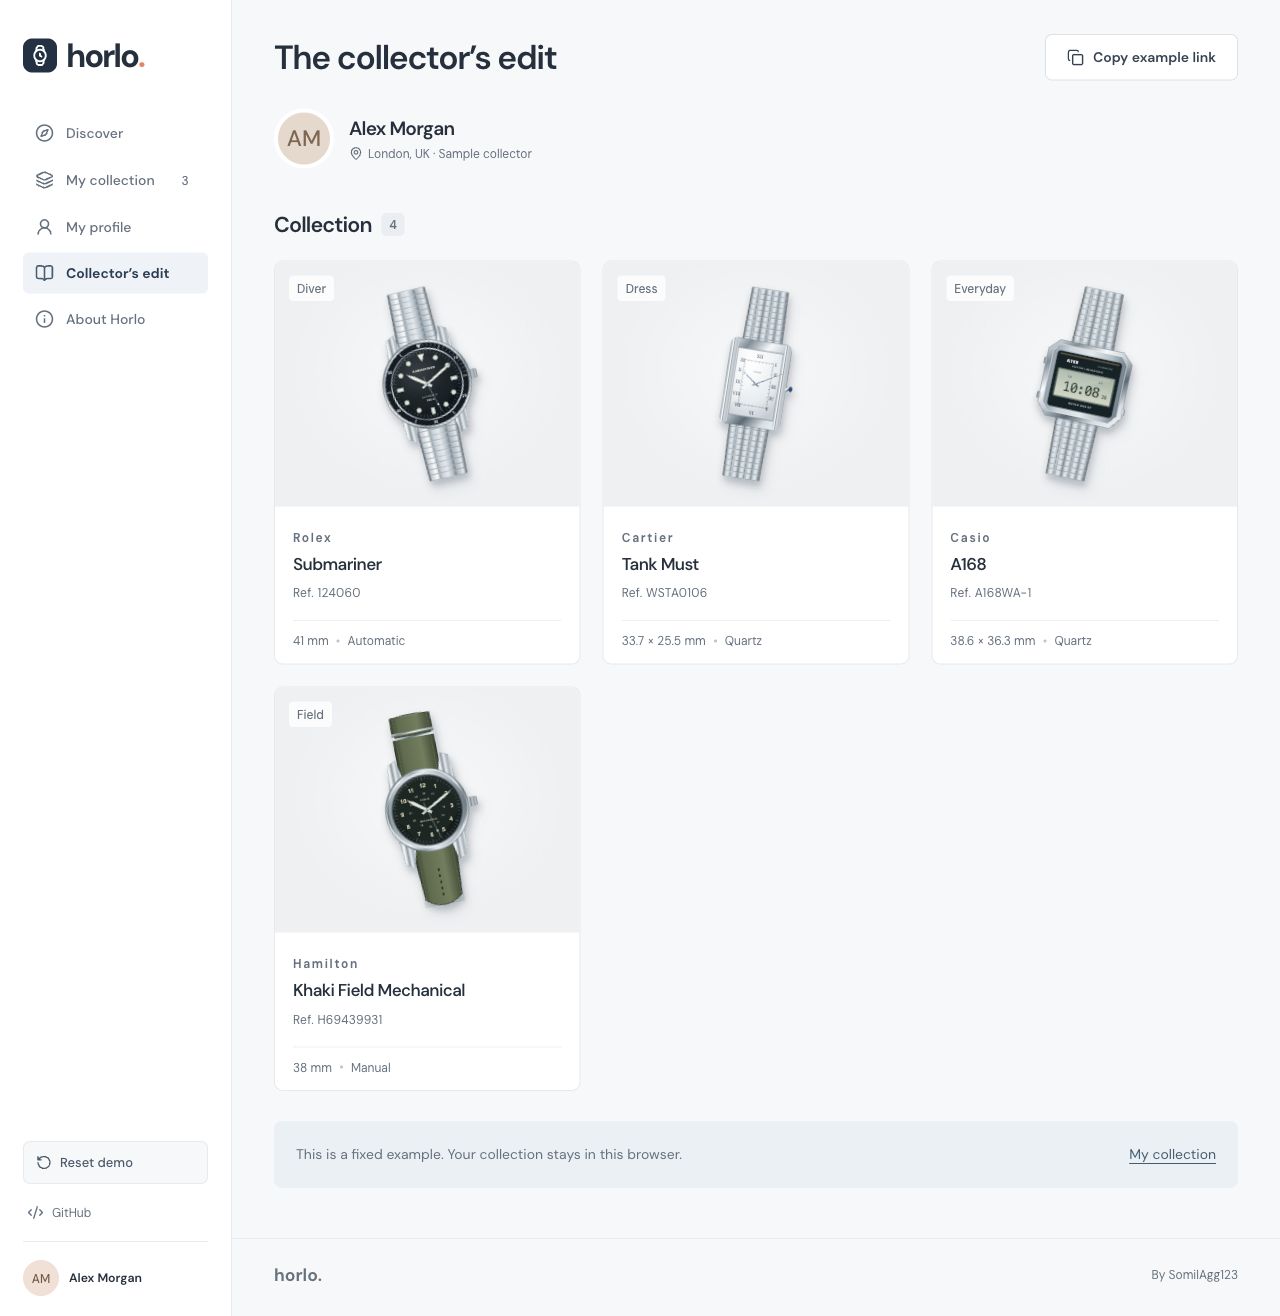 horlo.
Discover
My collection 3
My profile
Collector’s edit
About Horlo
Reset demo
GitHub
AM Alex Morgan
The collector’s edit
Copy example link
AM
Alex Morgan
London, UK · Sample collector
Collection 4
Diver
Rolex
Submariner
Ref. 124060
41 mm • Automatic
Dress
Cartier
Tank Must
Ref. WSTA0106
33.7 × 25.5 mm • Quartz
Everyday
10:08
Casio
A168
Ref. A168WA-1
38.6 × 36.3 mm • Quartz
Field
Hamilton
Khaki Field Mechanical
Ref. H69439931
38 mm • Manual
This is a fixed example. Your collection stays in this browser.
My collection
horlo.
By SomilAgg123